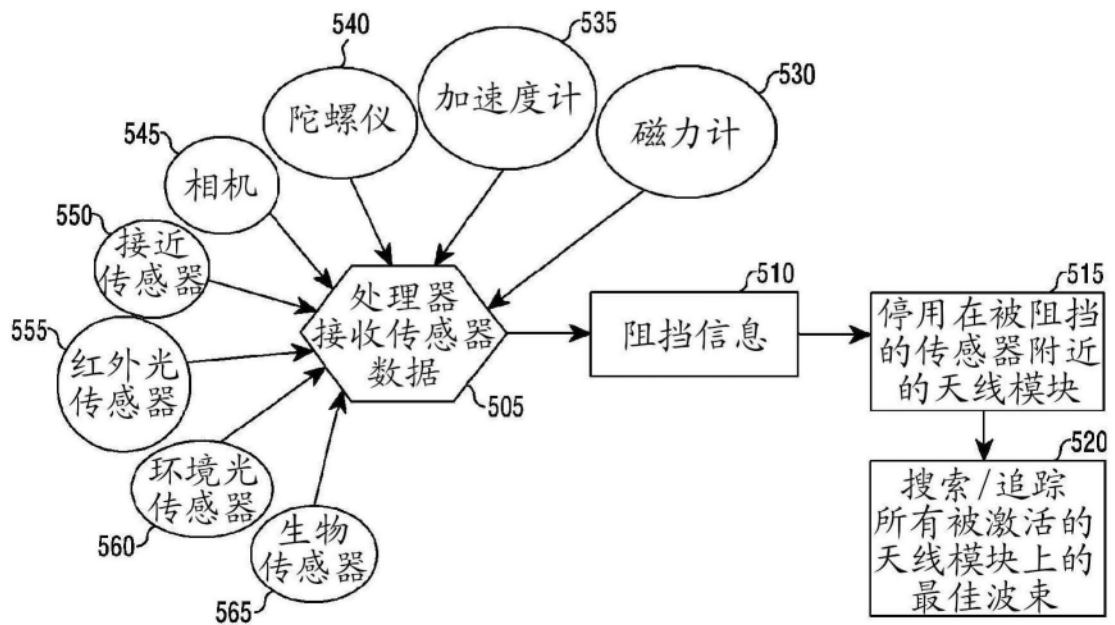 540
陀螺仪
535
加速度计
530
磁力计
545
相机
550
接近
传感器
555
红外光
传感器
560
环境光
传感器
565
生物
传感器
处理器
接收传感器
数据
505
510
阻挡信息
515
停用在被阻挡
的传感器附近
的天线模块
520
搜索/追踪
所有被激活的
天线模块上的
最佳波束